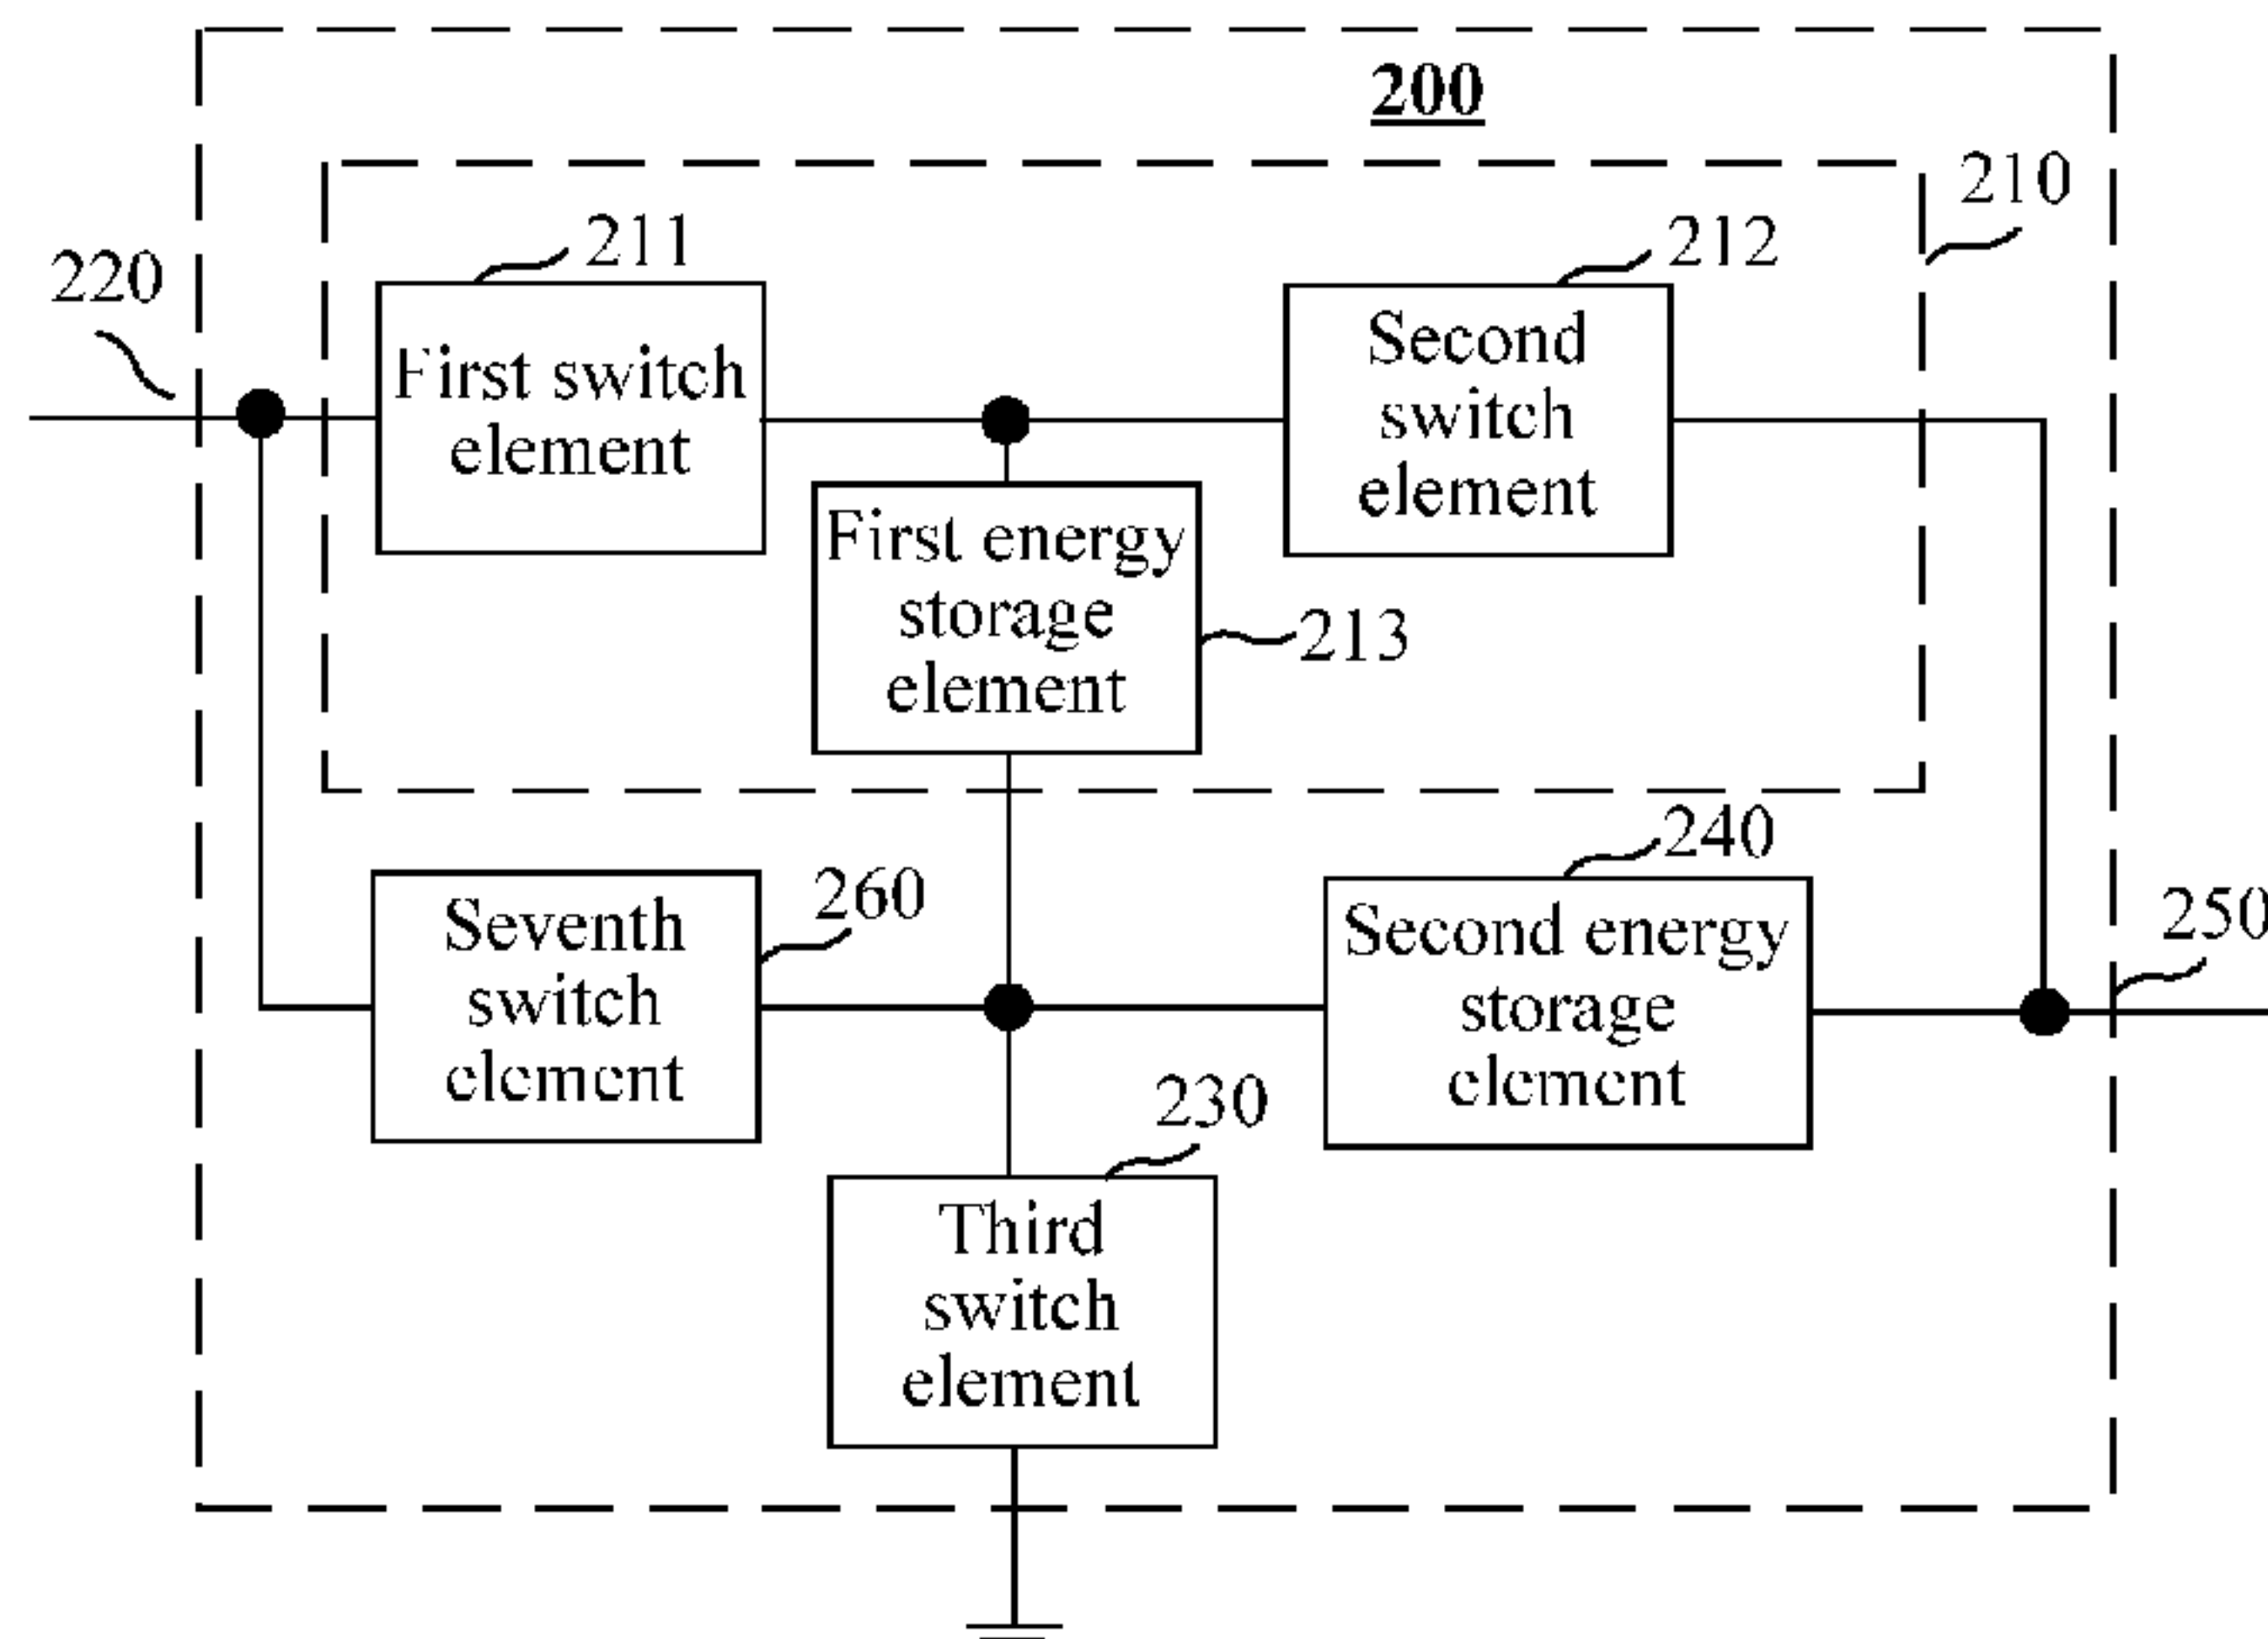 200
210
211
212
220
First switch
element
Second
switch
element
First energy
storage
element
213
240
260
250
Seventh
switch
element
Second energy
storage
element
230
Third
switch
element